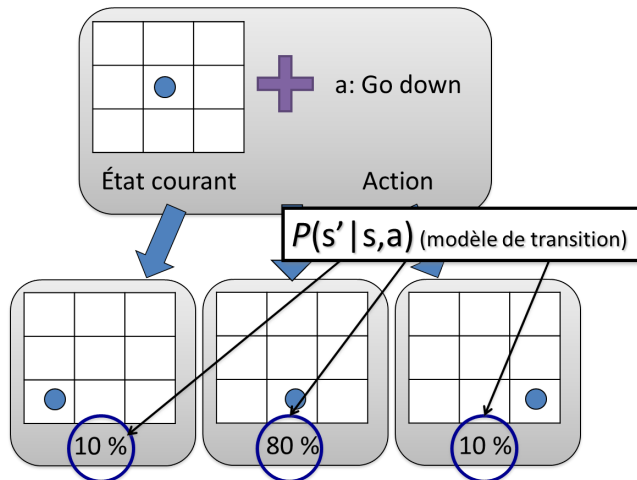 a: Go down
État courant
Action
P(s’|s,a) (modèle de transition)
10 %
80 %
10 %